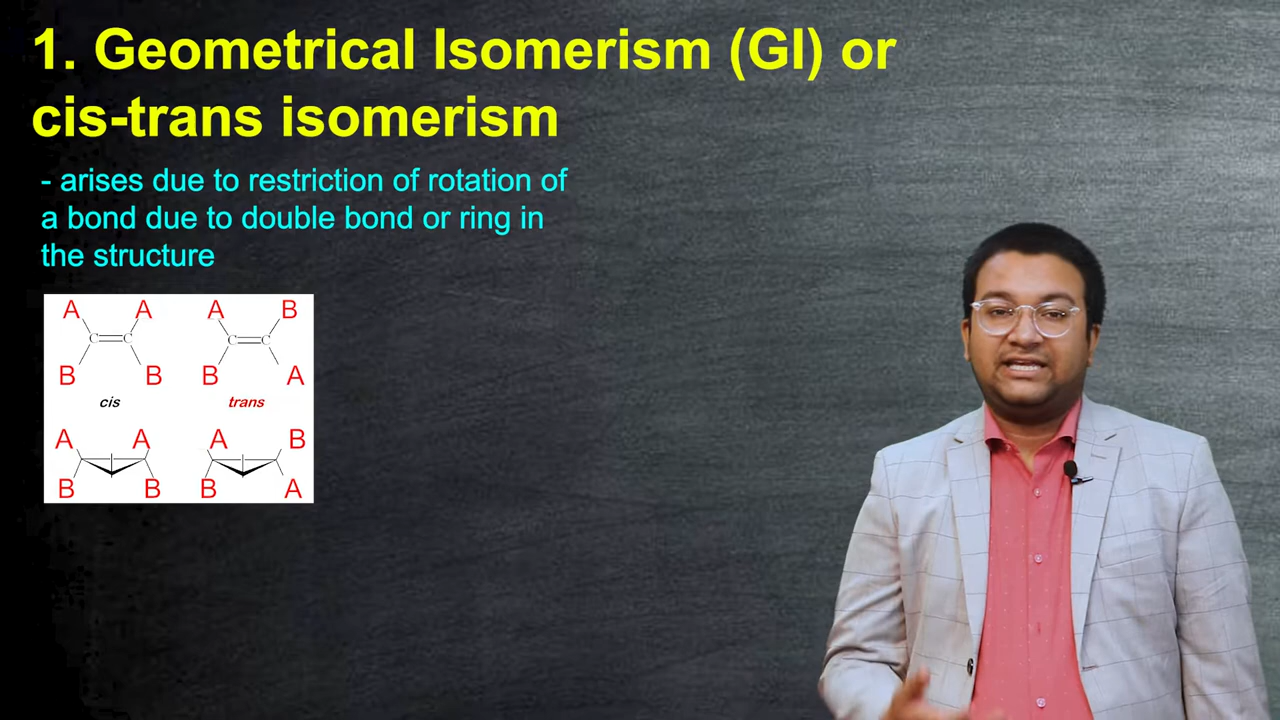 1. Geometrical Isomerism (GI) or
cis-trans isomerism
- arises due to restriction of rotation of
a bond due to double bond or ring in
the structure
A A A B
C C C C
B B B A
cis trans
A A A B
B B B A